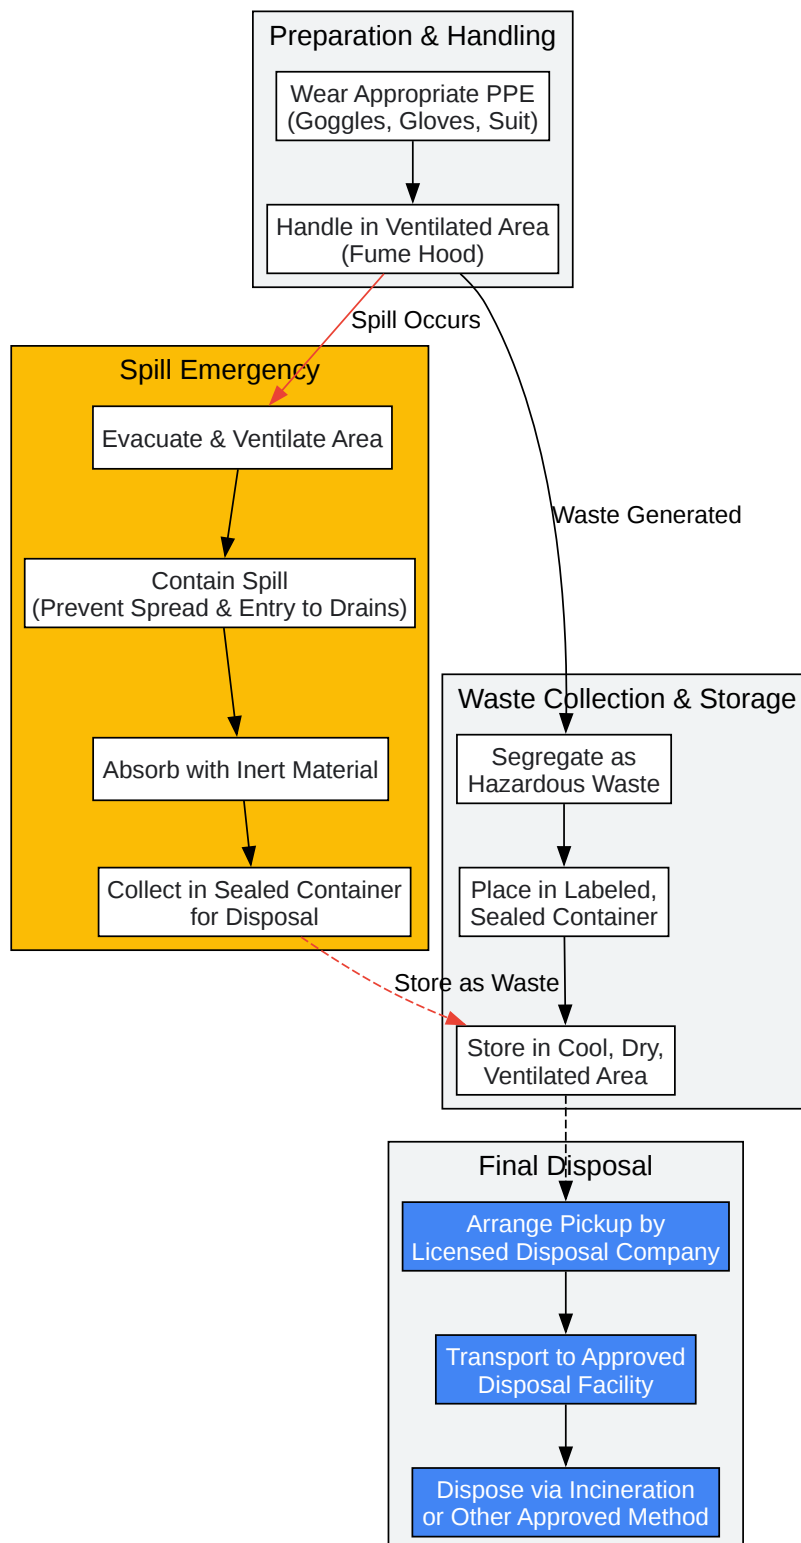 Preparation & Handling
Wear Appropriate PPE
(Goggles, Gloves, Suit)
Handle in Ventilated Area
(Fume Hood)
Spill Occurs
Spill Emergency
Evacuate & Ventilate Area
Contain Spill
(Prevent Spread & Entry to Drains)
Absorb with Inert Material
Collect in Sealed Container
for Disposal
Waste Generated
Waste Collection & Storage
Segregate as
Hazardous Waste
Place in Labeled,
Sealed Container
Store as Waste
Store in Cool, Dry,
Ventilated Area
Final Disposal
Arrange Pickup by
Licensed Disposal Company
Transport to Approved
Disposal Facility
Dispose via Incineration
or Other Approved Method